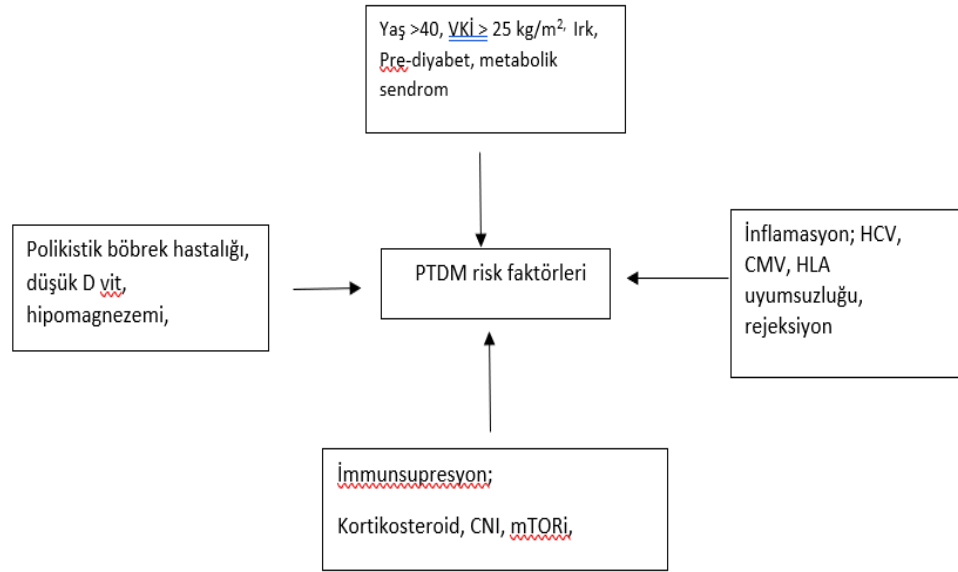 Yaş >40, VKİ > 25 kg/m², Irk,
Pre-diyabet, metabolik
sendrom
Polikistik böbrek hastalığı,
düşük D vit,
hipomagnezemi,
PTDM risk faktörleri
İnflamasyon; HCV,
CMV, HLA
uyumsuzluğu,
rejeksiyon
İmmunsupresyon;
Kortikosteroid, CNI, mTORi,